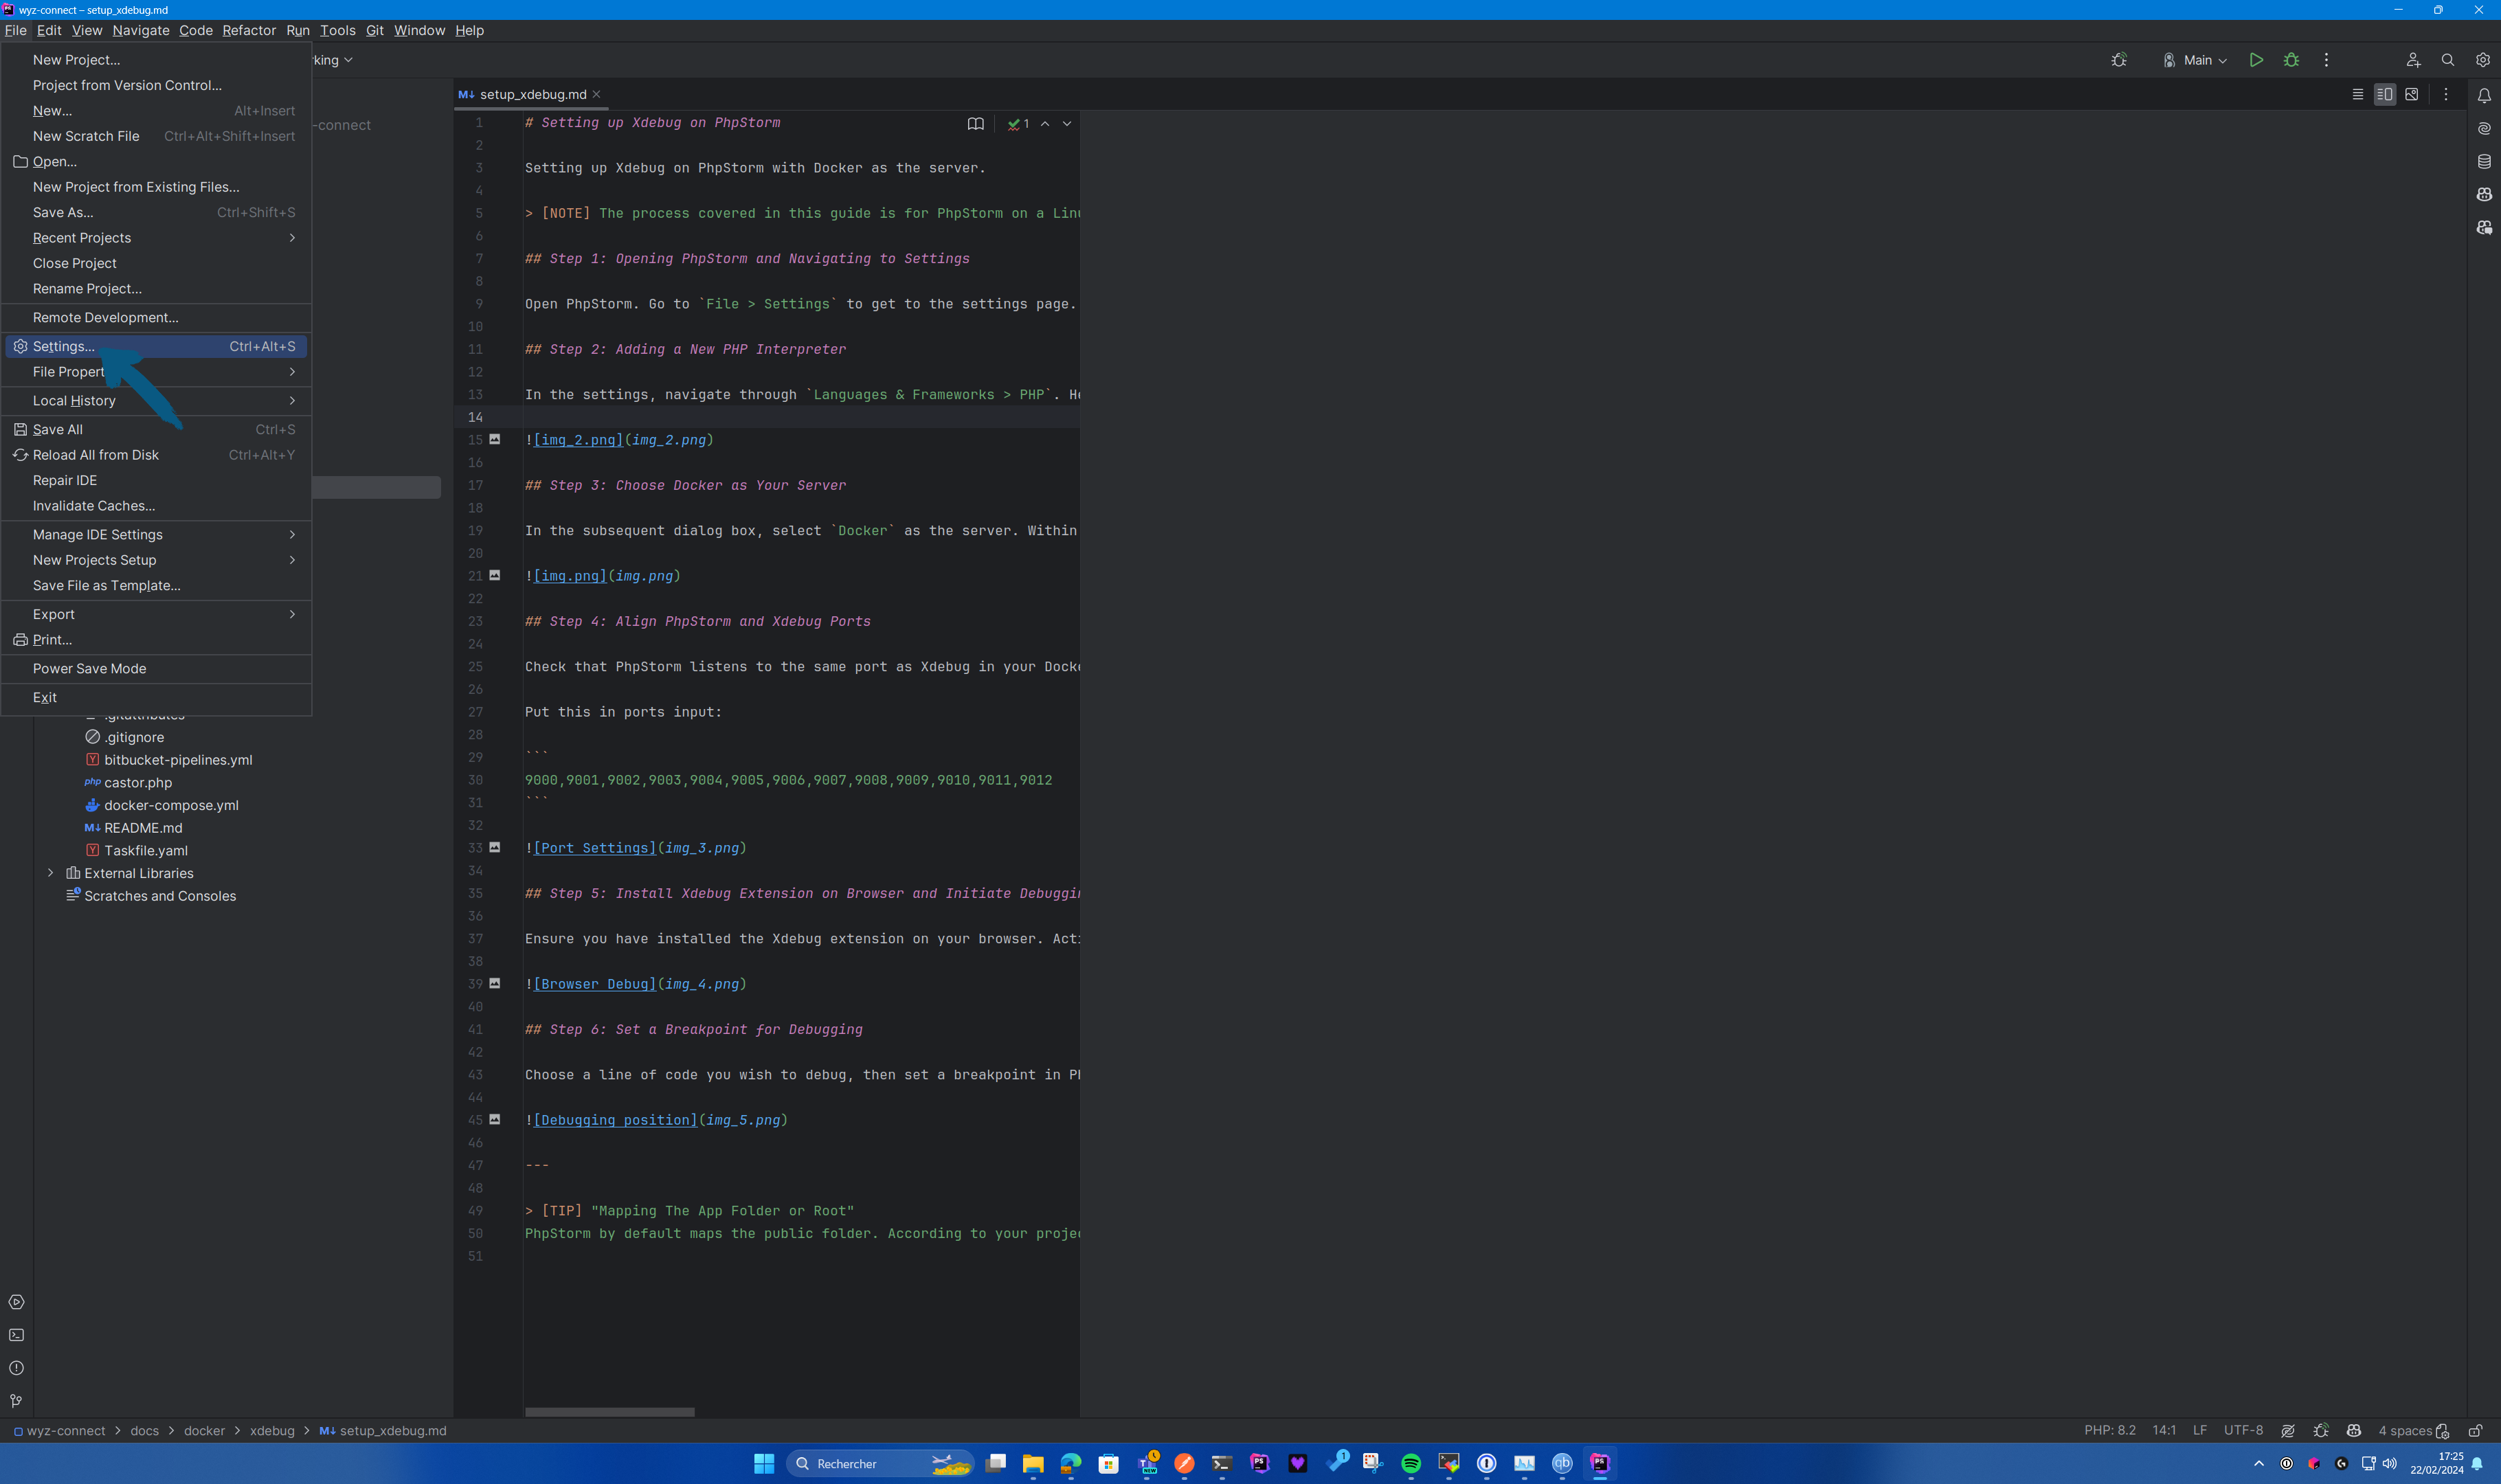 wyz-connect – setup_xdebug.md
File Edit View Navigate Code Refactor Run Tools Git Window Help
New Project...
Project from Version Control...
New... Alt+Insert
New Scratch File Ctrl+Alt+Shift+Insert
Open...
New Project from Existing Files...
Save As... Ctrl+Shift+S
Recent Projects
Close Project
Rename Project...
Remote Development...
Settings... Ctrl+Alt+S
File Propert
Local History
Save All Ctrl+S
Reload All from Disk Ctrl+Alt+Y
Repair IDE
Invalidate Caches...
Manage IDE Settings
New Projects Setup
Save File as Template...
Export
Print...
Power Save Mode
Exit
king
-connect
Main
.gitattributes
.gitignore
bitbucket-pipelines.yml
php castor.php
docker-compose.yml
M↓ README.md
Taskfile.yaml
External Libraries
Scratches and Consoles
M↓ setup_xdebug.md
1 # Setting up Xdebug on PhpStorm 1
2
3 Setting up Xdebug on PhpStorm with Docker as the server.
4
5 > [NOTE] The process covered in this guide is for PhpStorm on a Linu
6
7 ## Step 1: Opening PhpStorm and Navigating to Settings
8
9 Open PhpStorm. Go to `File > Settings` to get to the settings page.
10
11 ## Step 2: Adding a New PHP Interpreter
12
13 In the settings, navigate through `Languages & Frameworks > PHP`. He
14
15 ![img_2.png](img_2.png)
16
17 ## Step 3: Choose Docker as Your Server
18
19 In the subsequent dialog box, select `Docker` as the server. Within
20
21 ![img.png](img.png)
22
23 ## Step 4: Align PhpStorm and Xdebug Ports
24
25 Check that PhpStorm listens to the same port as Xdebug in your Docke
26
27 Put this in ports input:
28
29 ```
30 9000,9001,9002,9003,9004,9005,9006,9007,9008,9009,9010,9011,9012
31 ```
32
33 ![Port Settings](img_3.png)
34
35 ## Step 5: Install Xdebug Extension on Browser and Initiate Debuggin
36
37 Ensure you have installed the Xdebug extension on your browser. Acti
38
39 ![Browser Debug](img_4.png)
40
41 ## Step 6: Set a Breakpoint for Debugging
42
43 Choose a line of code you wish to debug, then set a breakpoint in Ph
44
45 ![Debugging position](img_5.png)
46
47 ---
48
49 > [TIP] "Mapping The App Folder or Root"
50 PhpStorm by default maps the public folder. According to your projec
51
wyz-connect > docs > docker > xdebug > M↓ setup_xdebug.md
PHP: 8.2 14:1 LF UTF-8 4 spaces
Rechercher
17:25
22/02/2024